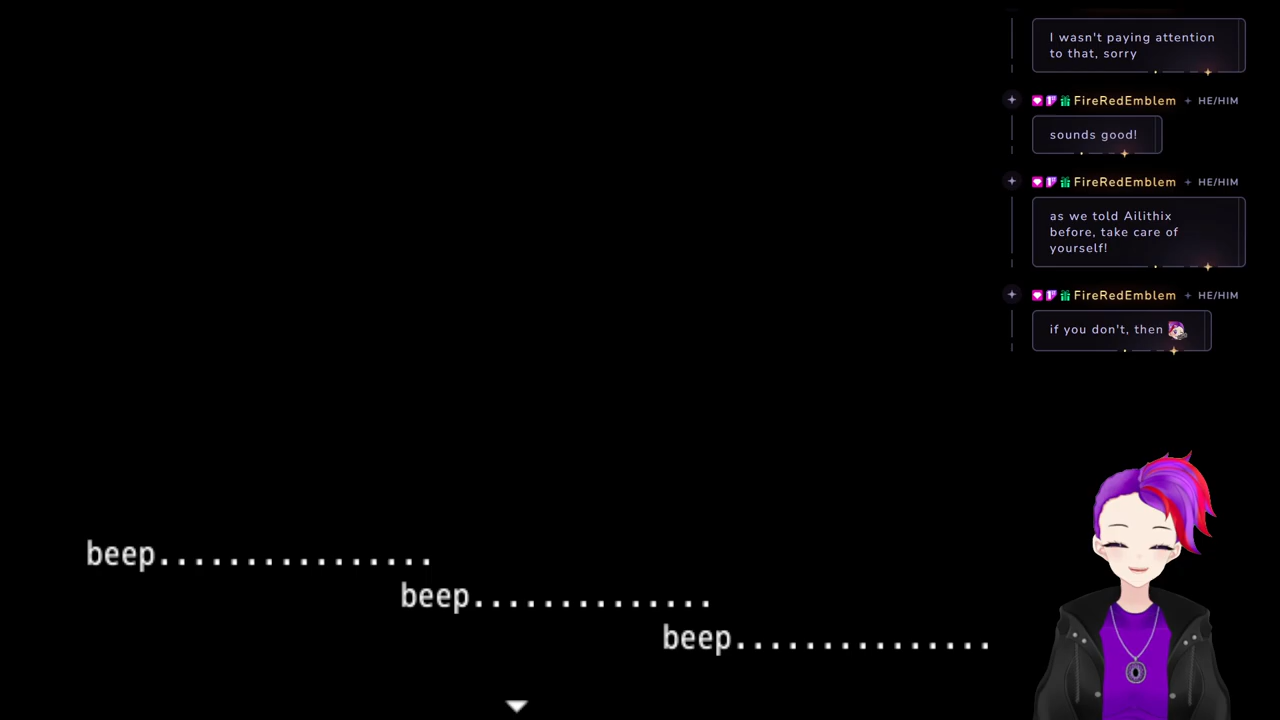 I wasn't paying attention
to that, sorry
FireRedEmblem HE/HIM
sounds good!
FireRedEmblem HE/HIM
as we told Ailithix
before, take care of
yourself!
FireRedEmblem HE/HIM
if you don't, then
beep...............
beep..............
beep...............